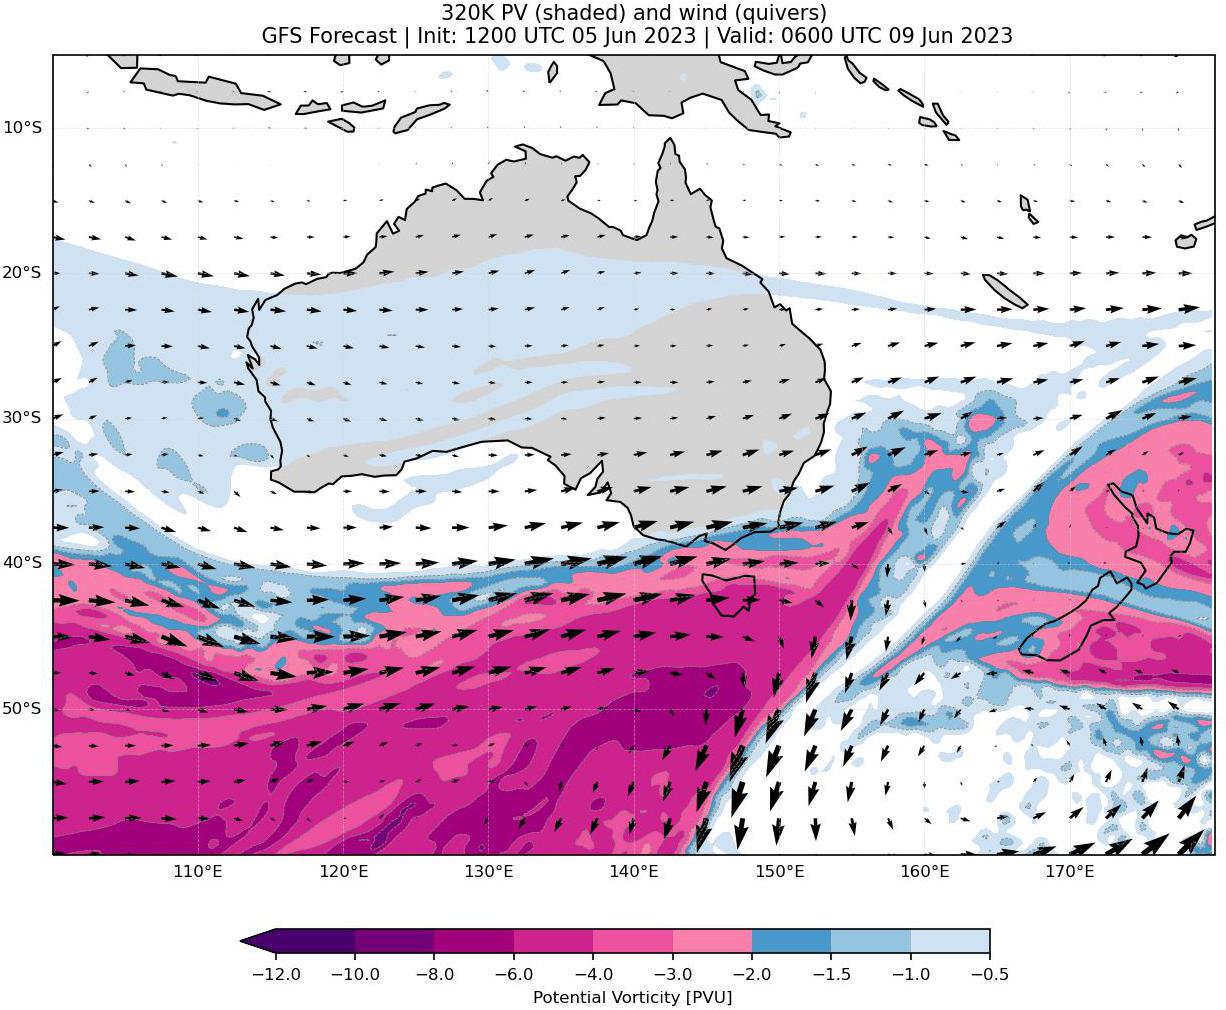 320K PV (shaded) and wind (quivers)
GFS Forecast | Init: 1200 UTC 05 Jun 2023 | Valid: 0600 UTC 09 Jun 2023
10°S
20°S
30°S
40°S
50°S
110°E 120°E 130°E 140°E 150°E 160°E 170°E
−12.0 −10.0 −8.0 −6.0 −4.0 −3.0 −2.0 −1.5 −1.0 −0.5
Potential Vorticity [PVU]